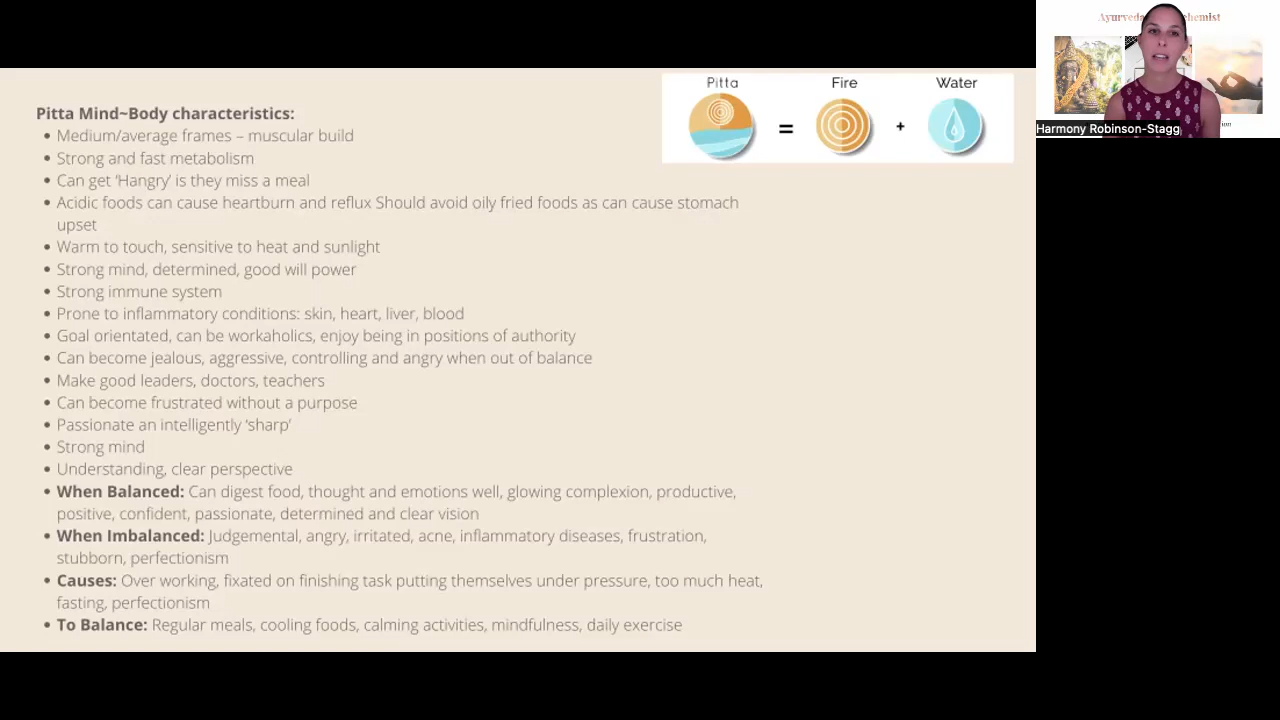 Pitta
Fire
Water
=
+
Pitta Mind~Body characteristics:
• Medium/average frames – muscular build
• Strong and fast metabolism
• Can get ‘Hangry’ is they miss a meal
• Acidic foods can cause heartburn and reflux Should avoid oily fried foods as can cause stomach
upset
• Warm to touch, sensitive to heat and sunlight
• Strong mind, determined, good will power
• Strong immune system
• Prone to inflammatory conditions: skin, heart, liver, blood
• Goal orientated, can be workaholics, enjoy being in positions of authority
• Can become jealous, aggressive, controlling and angry when out of balance
• Make good leaders, doctors, teachers
• Can become frustrated without a purpose
• Passionate an intelligently ‘sharp’
• Strong mind
• Understanding, clear perspective
• When Balanced: Can digest food, thought and emotions well, glowing complexion, productive,
positive, confident, passionate, determined and clear vision
• When Imbalanced: Judgemental, angry, irritated, acne, inflammatory diseases, frustration,
stubborn, perfectionism
• Causes: Over working, fixated on finishing task putting themselves under pressure, too much heat,
fasting, perfectionism
• To Balance: Regular meals, cooling foods, calming activities, mindfulness, daily exercise
Harmony Robinson-Stagg